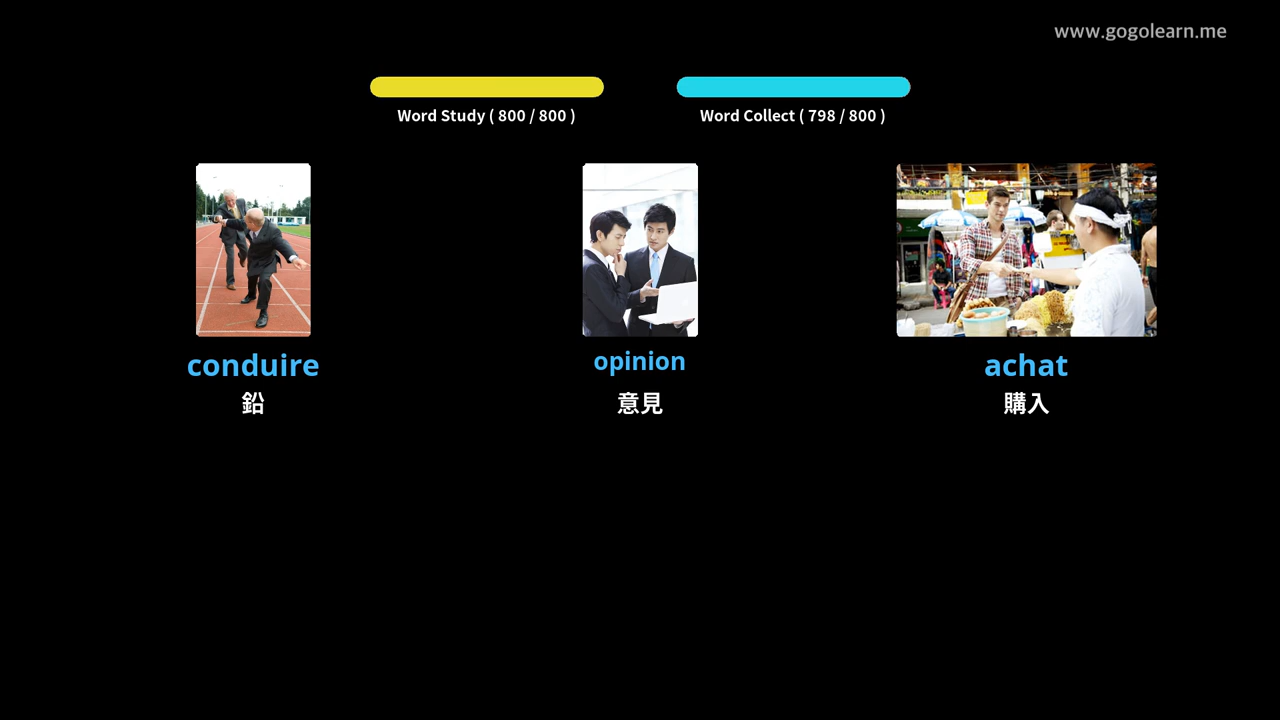 www.gogolearn.me
Word Study ( 800 / 800 )
Word Collect ( 798 / 800 )
conduire
鉛
opinion
意見
achat
購入